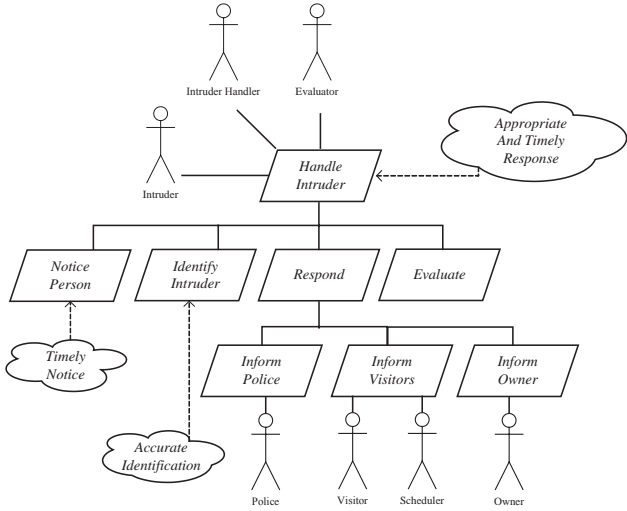 Intruder Handler
Evaluator
Appropriate
And Timely
Response
Handle
Intruder
Intruder
Notice
Person
Identify
Intruder
Respond
Evaluate
Timely
Notice
Inform
Police
Inform
Visitors
Inform
Owner
Accurate
Identification
Police
Visitor
Scheduler
Owner